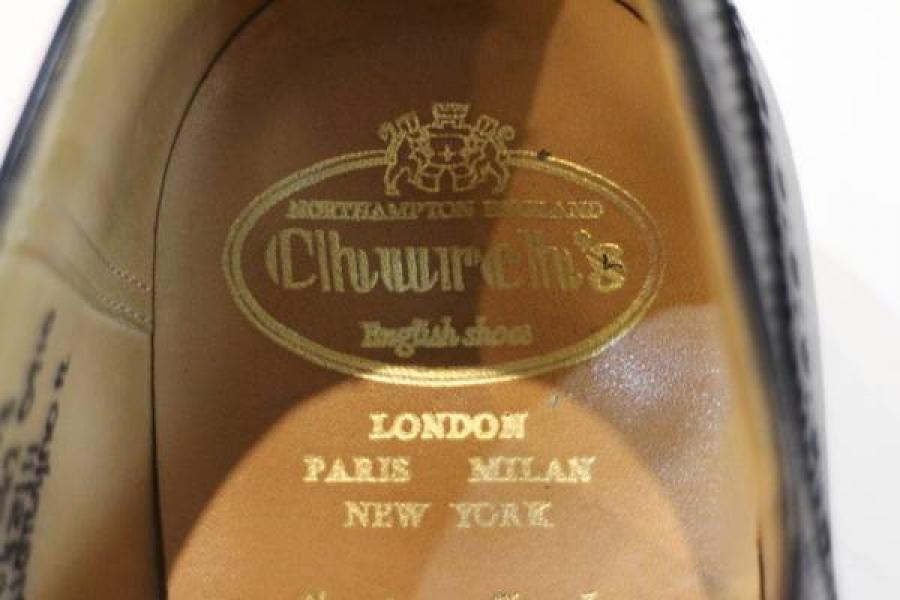 NORTHAMPTON ENGLAND
Church's
English shoes
LONDON
PARIS MILAN
NEW YORK